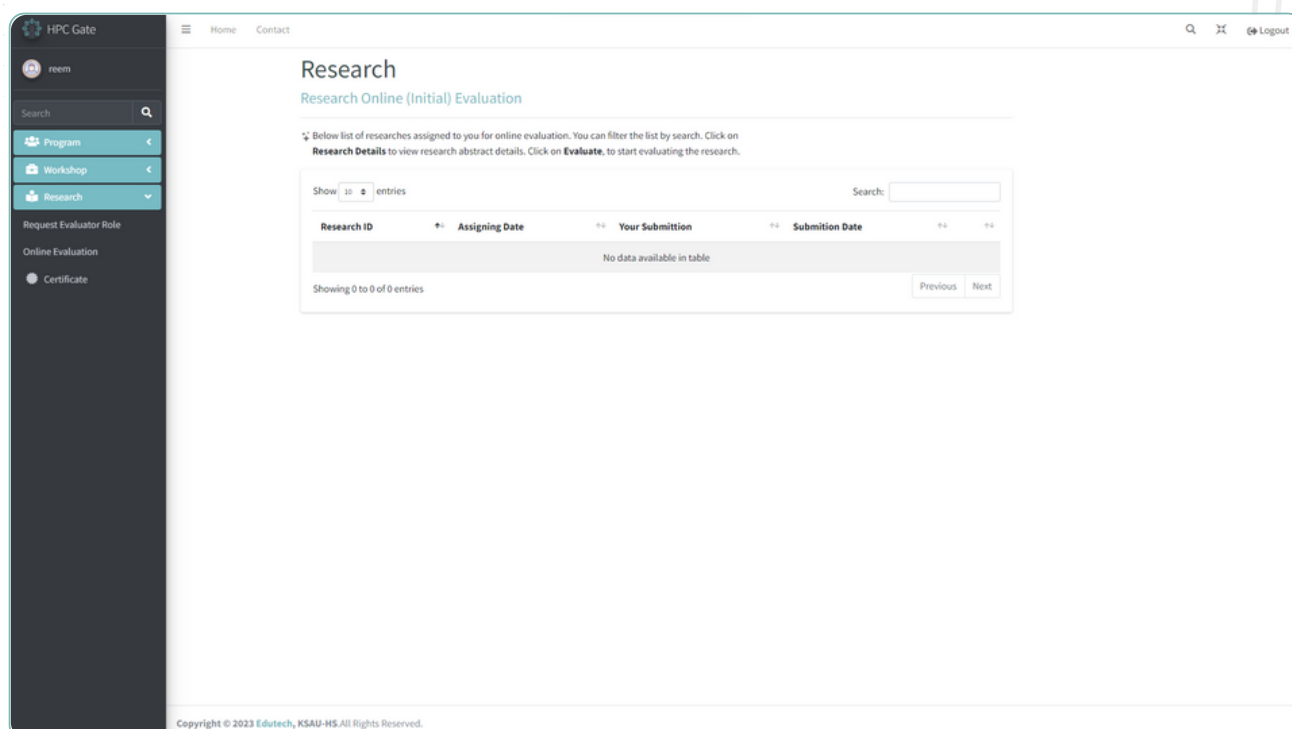 HPC Gate
Home Contact
Logout
reem
Search
Program
Workshop
Research
Request Evaluator Role
Online Evaluation
Certificate
Research
Research Online (Initial) Evaluation
Below list of researches assigned to you for online evaluation. You can filter the list by search. Click on
Research Details to view research abstract details. Click on Evaluate, to start evaluating the research.
Show 10 entries Search:
Research ID Assigning Date Your Submittion Submition Date
No data available in table
Showing 0 to 0 of 0 entries Previous Next
Copyright © 2023 Edutech, KSAU-HS.All Rights Reserved.